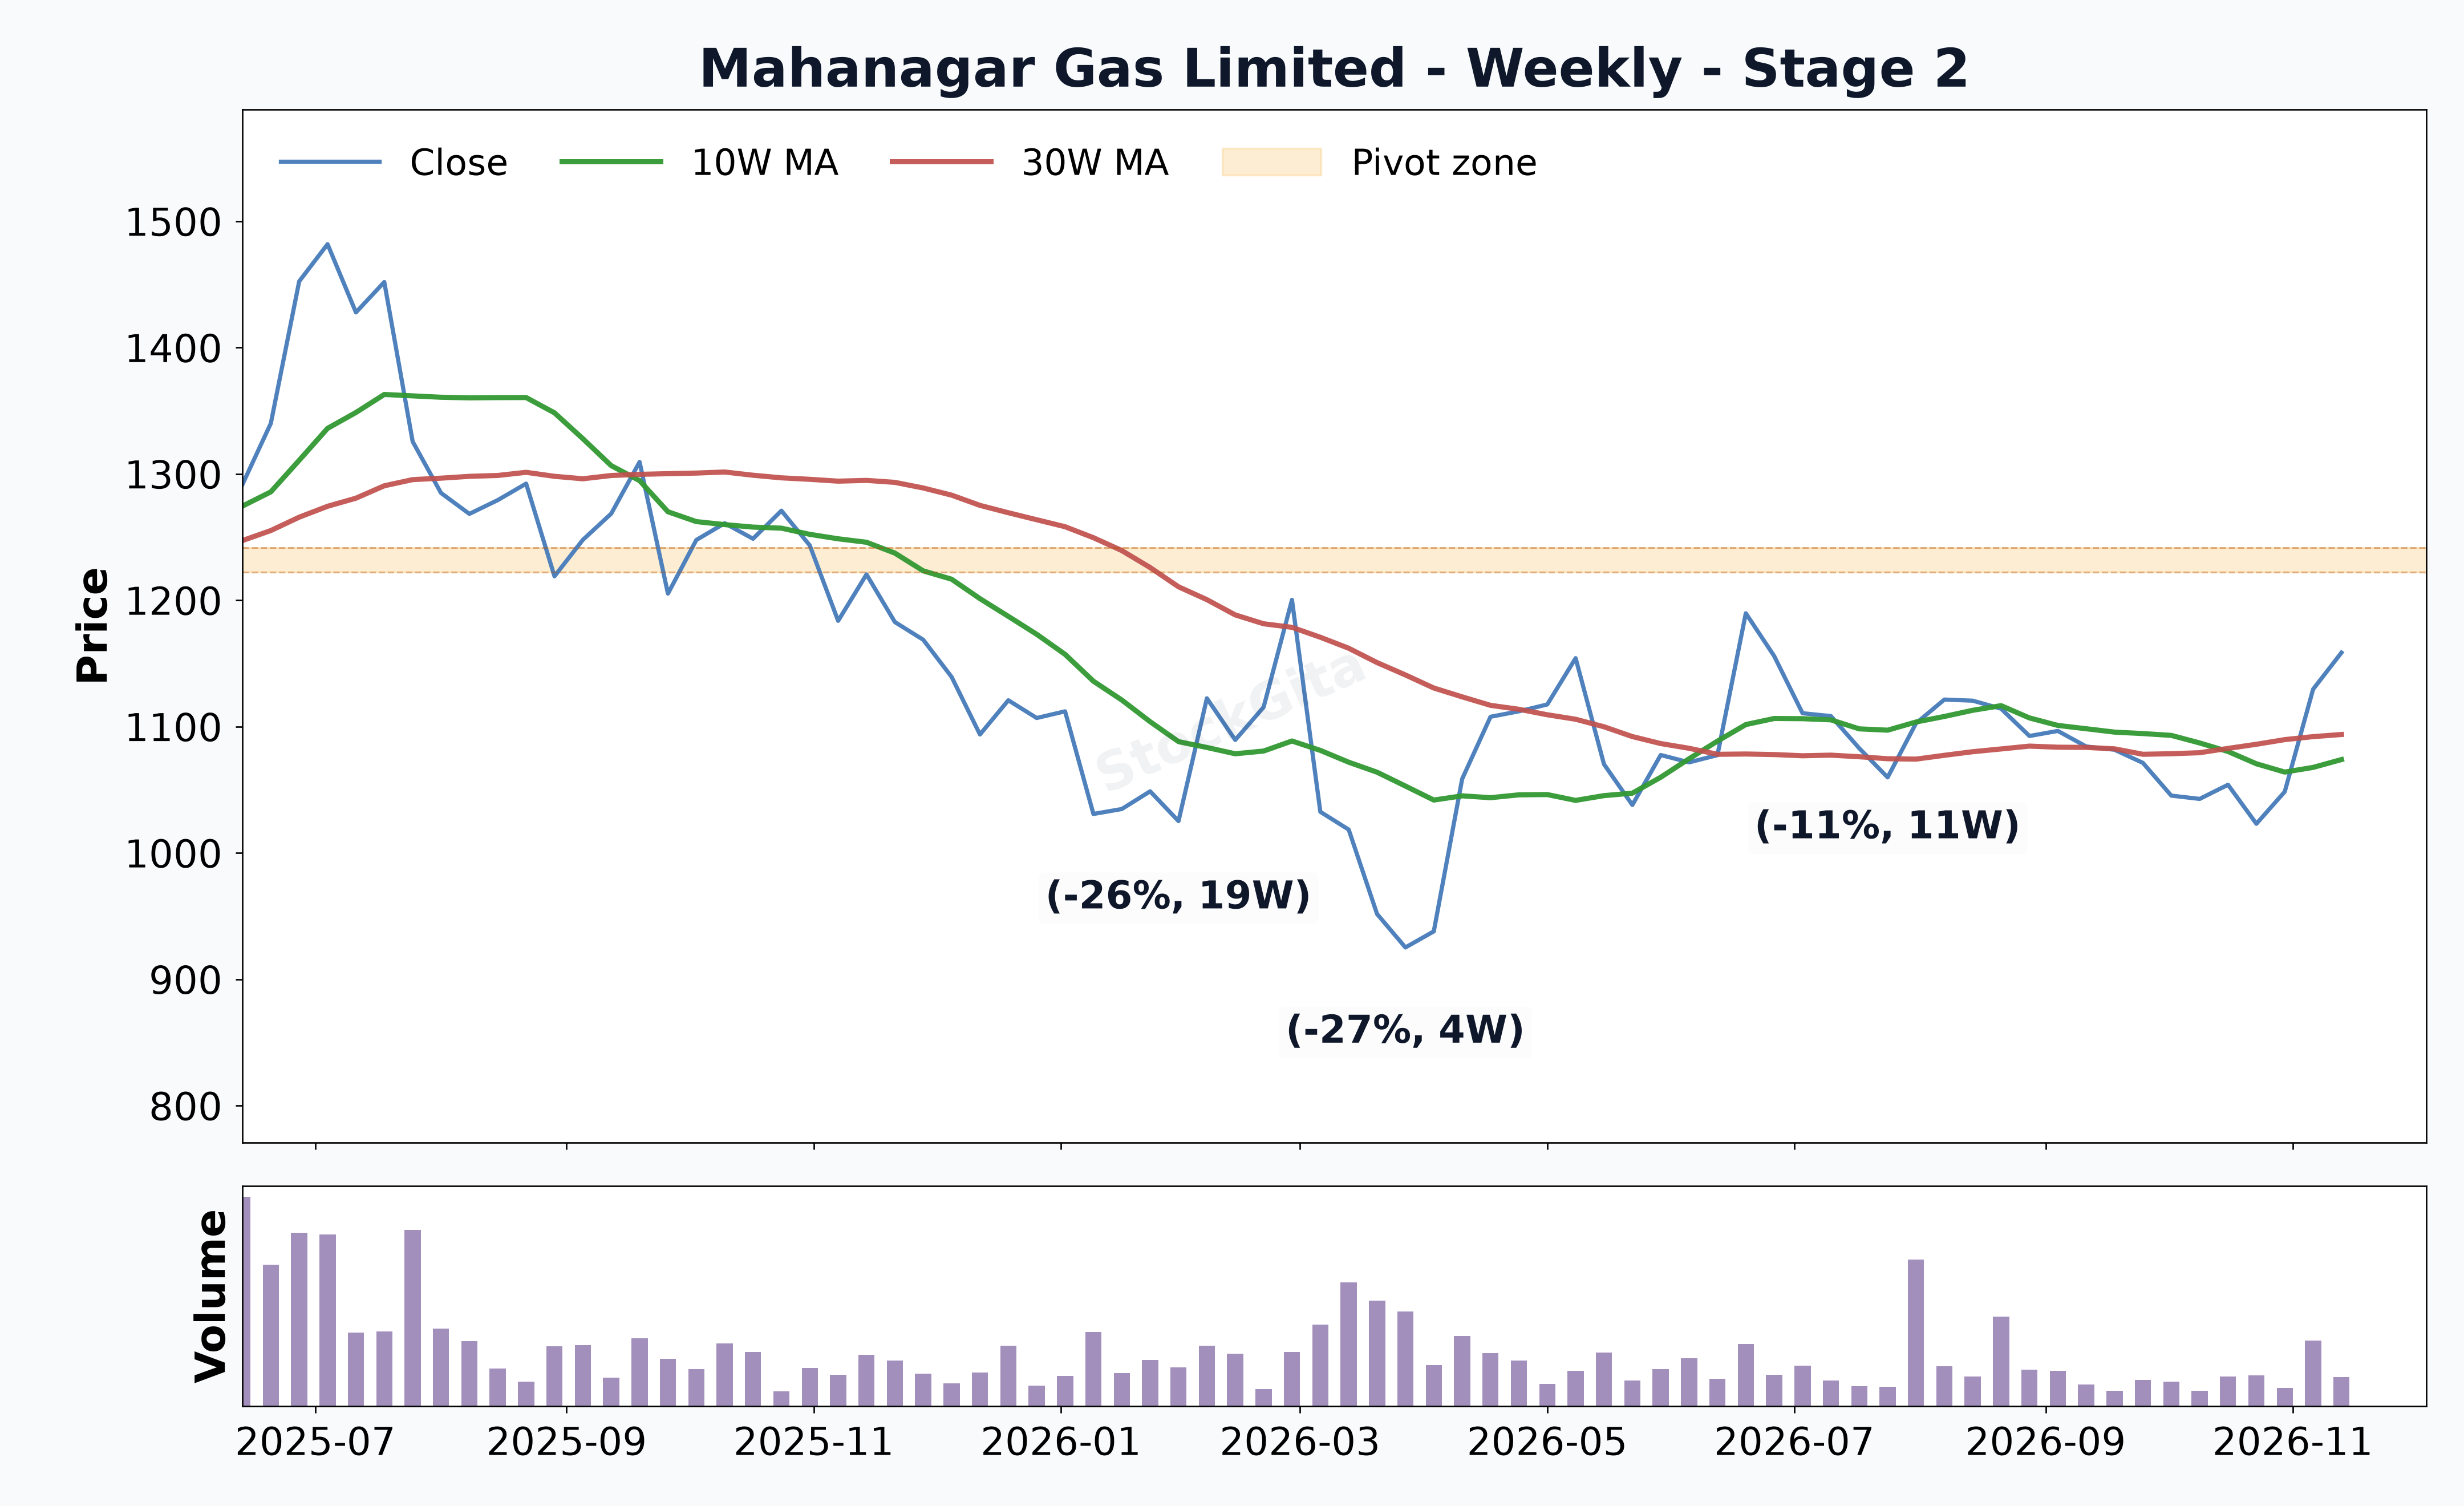 Mahanagar Gas Limited - Weekly - Stage 2
Close 10W MA 30W MA Pivot zone
Price
1500
1400
1300
1200
1100
1000
900
800
StockGita
(-26%, 19W)
(-27%, 4W)
(-11%, 11W)
Volume
2025-07 2025-09 2025-11 2026-01 2026-03 2026-05 2026-07 2026-09 2026-11